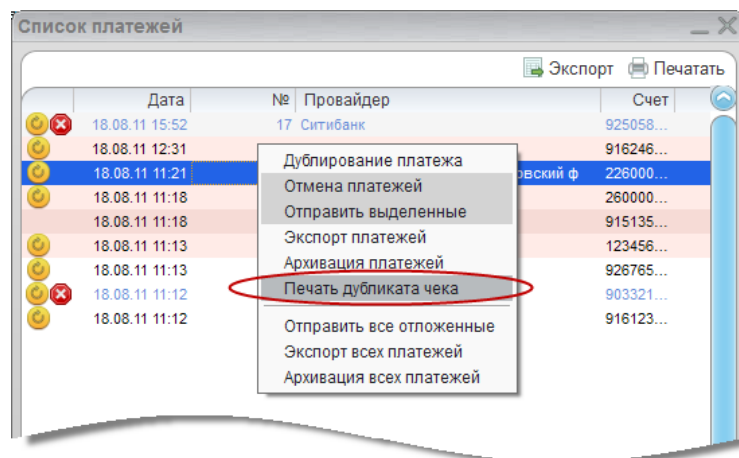 Список платежей
Экспорт Печатать
Дата № Провайдер Счет
18.08.11 15:52 17 Ситибанк 925058...
18.08.11 12:31 916246...
18.08.11 11:21 овский ф 226000...
18.08.11 11:18 260000...
18.08.11 11:18 915135...
18.08.11 11:13 123456...
18.08.11 11:13 926765...
18.08.11 11:12 903321...
18.08.11 11:12 916123...
Дублирование платежа
Отмена платежей
Отправить выделенные
Экспорт платежей
Архивация платежей
Печать дубликата чека
Отправить все отложенные
Экспорт всех платежей
Архивация всех платежей